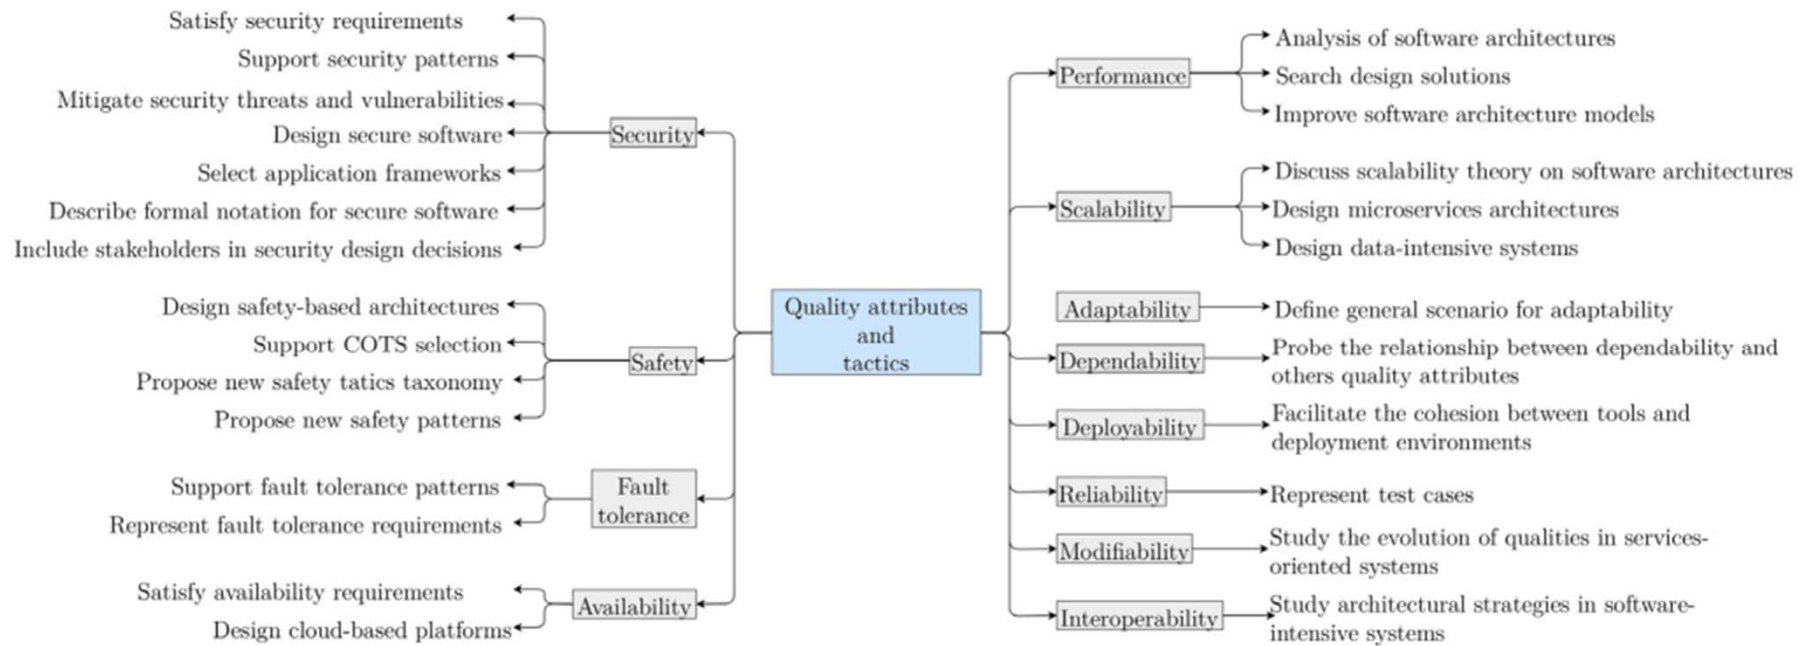 Satisfy security requirements
Support security patterns
Mitigate security threats and vulnerabilities
Design secure software
Select application frameworks
Describe formal notation for secure software
Include stakeholders in security design decisions
Security
Design safety-based architectures
Support COTS selection
Propose new safety tatics taxonomy
Propose new safety patterns
Safety
Support fault tolerance patterns
Represent fault tolerance requirements
Fault
tolerance
Satisfy availability requirements
Design cloud-based platforms
Availability
Quality attributes
and
tactics
Performance
Analysis of software architectures
Search design solutions
Improve software architecture models
Scalability
Discuss scalability theory on software architectures
Design microservices architectures
Design data-intensive systems
Adaptability
Define general scenario for adaptability
Dependability
Probe the relationship between dependability and
others quality attributes
Deployability
Facilitate the cohesion between tools and
deployment environments
Reliability
Represent test cases
Modifiability
Study the evolution of qualities in services-
oriented systems
Interoperability
Study architectural strategies in software-
intensive systems